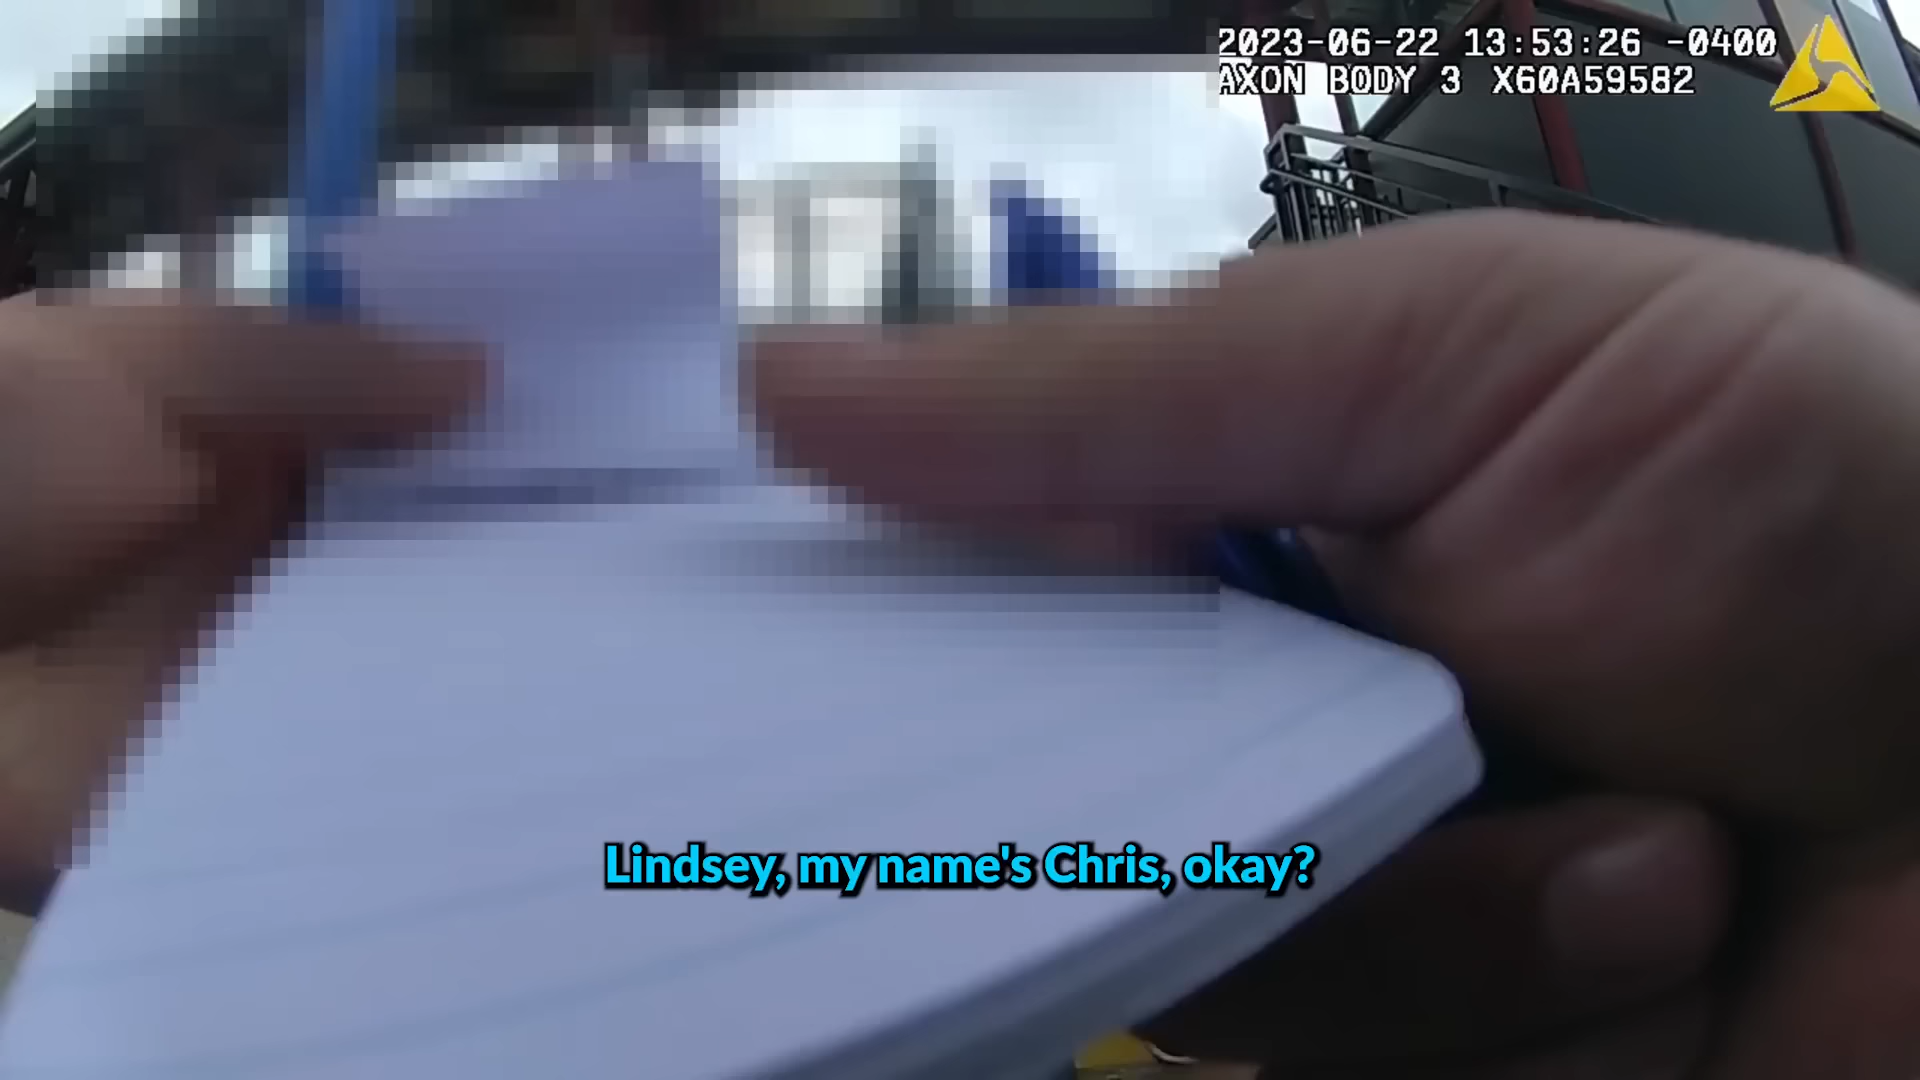 2023-06-22 13:53:26 -0400
AXON BODY 3 X60A59582
Lindsey, my name's Chris, okay?